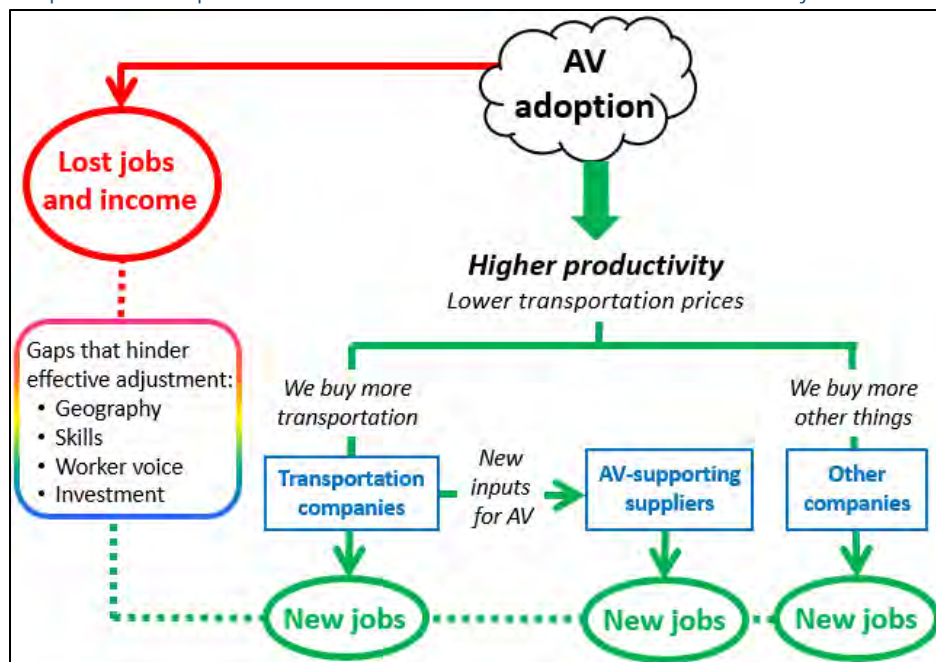 AV
adoption
Lost jobs
and income
Higher productivity
Lower transportation prices
Gaps that hinder
effective adjustment:
• Geography
• Skills
• Worker voice
• Investment
We buy more
transportation
We buy more
other things
Transportation
companies
New
inputs
for AV
AV-supporting
suppliers
Other
companies
New jobs
New jobs
New jobs